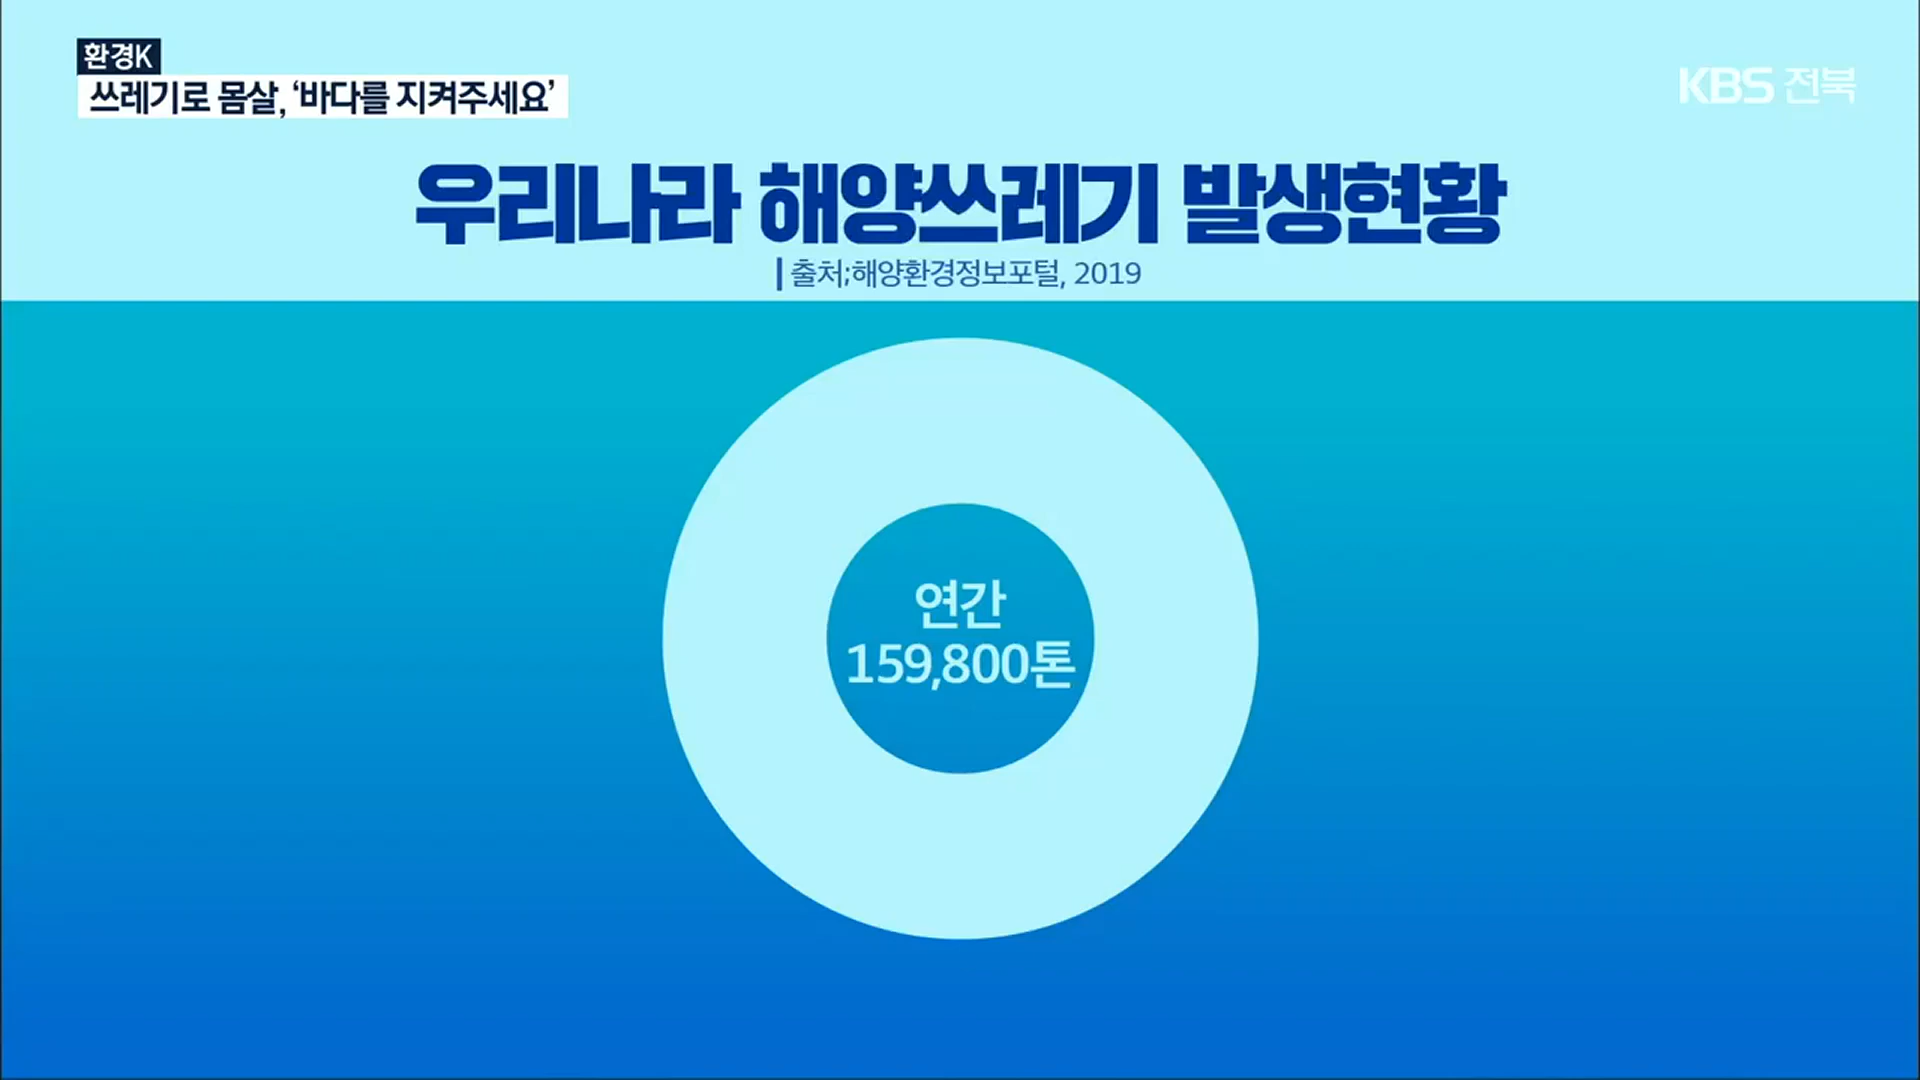 환경K
쓰레기로 몸살, ‘바다를 지켜주세요’
KBS 전북
우리나라 해양쓰레기 발생현황
출처;해양환경정보포털, 2019
연간
159,800톤